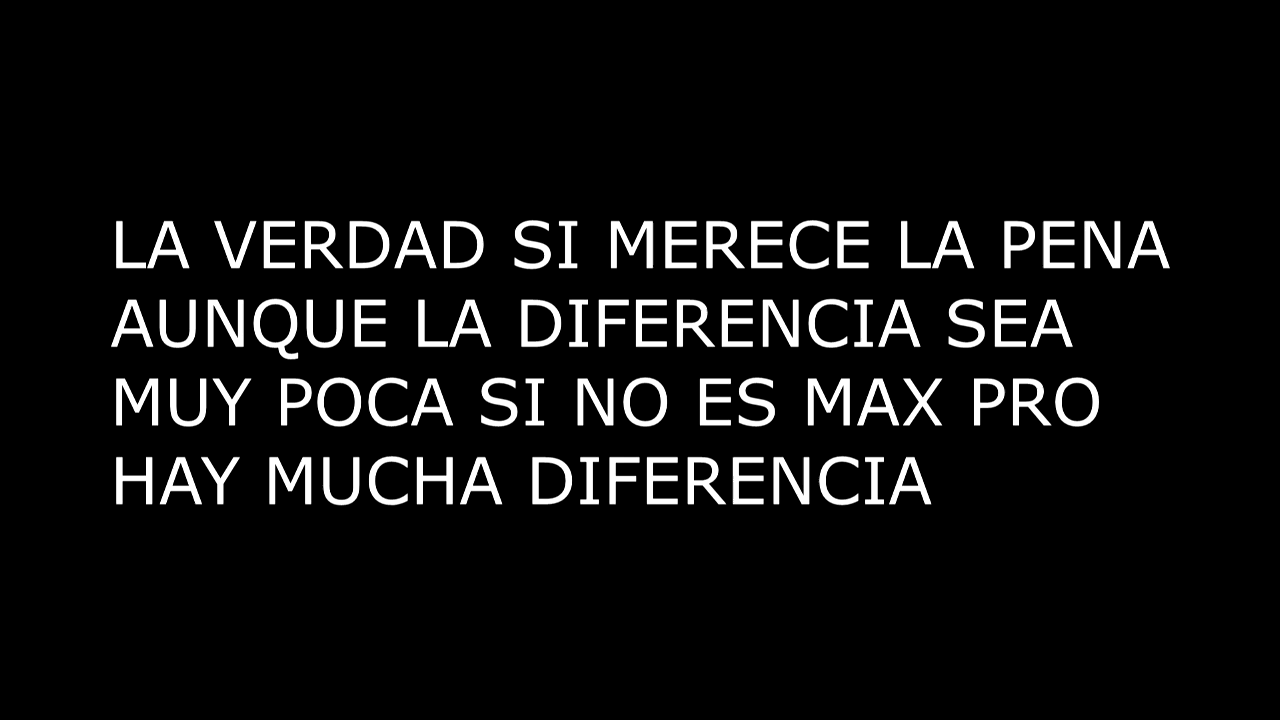 LA VERDAD SI MERECE LA PENA
AUNQUE LA DIFERENCIA SEA
MUY POCA SI NO ES MAX PRO
HAY MUCHA DIFERENCIA